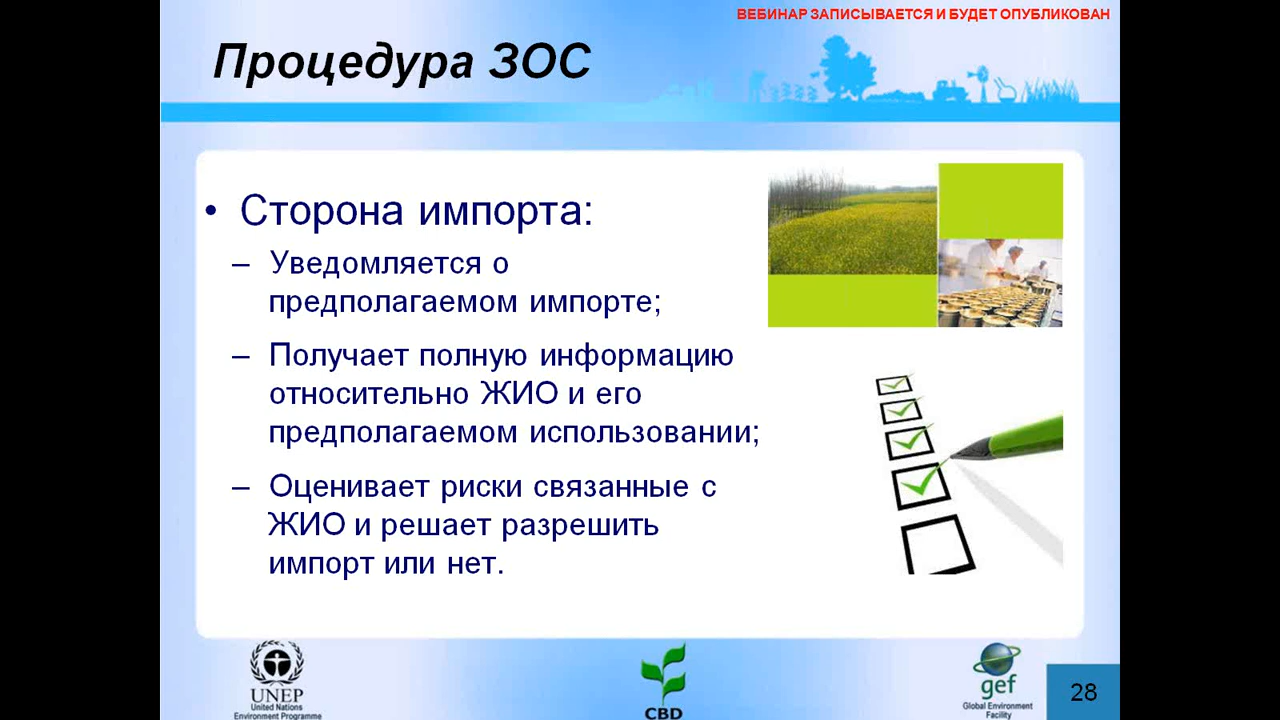 ВЕБИНАР ЗАПИСЫВАЕТСЯ И БУДЕТ ОПУБЛИКОВАН
Процедура ЗОС
• Сторона импорта:
– Уведомляется о
предполагаемом импорте;
– Получает полную информацию
относительно ЖИО и его
предполагаемом использовании;
– Оценивает риски связанные с
ЖИО и решает разрешить
импорт или нет.
UNEP
United Nations
Environment Programme
CBD
gef
Global Environment
Facility
28